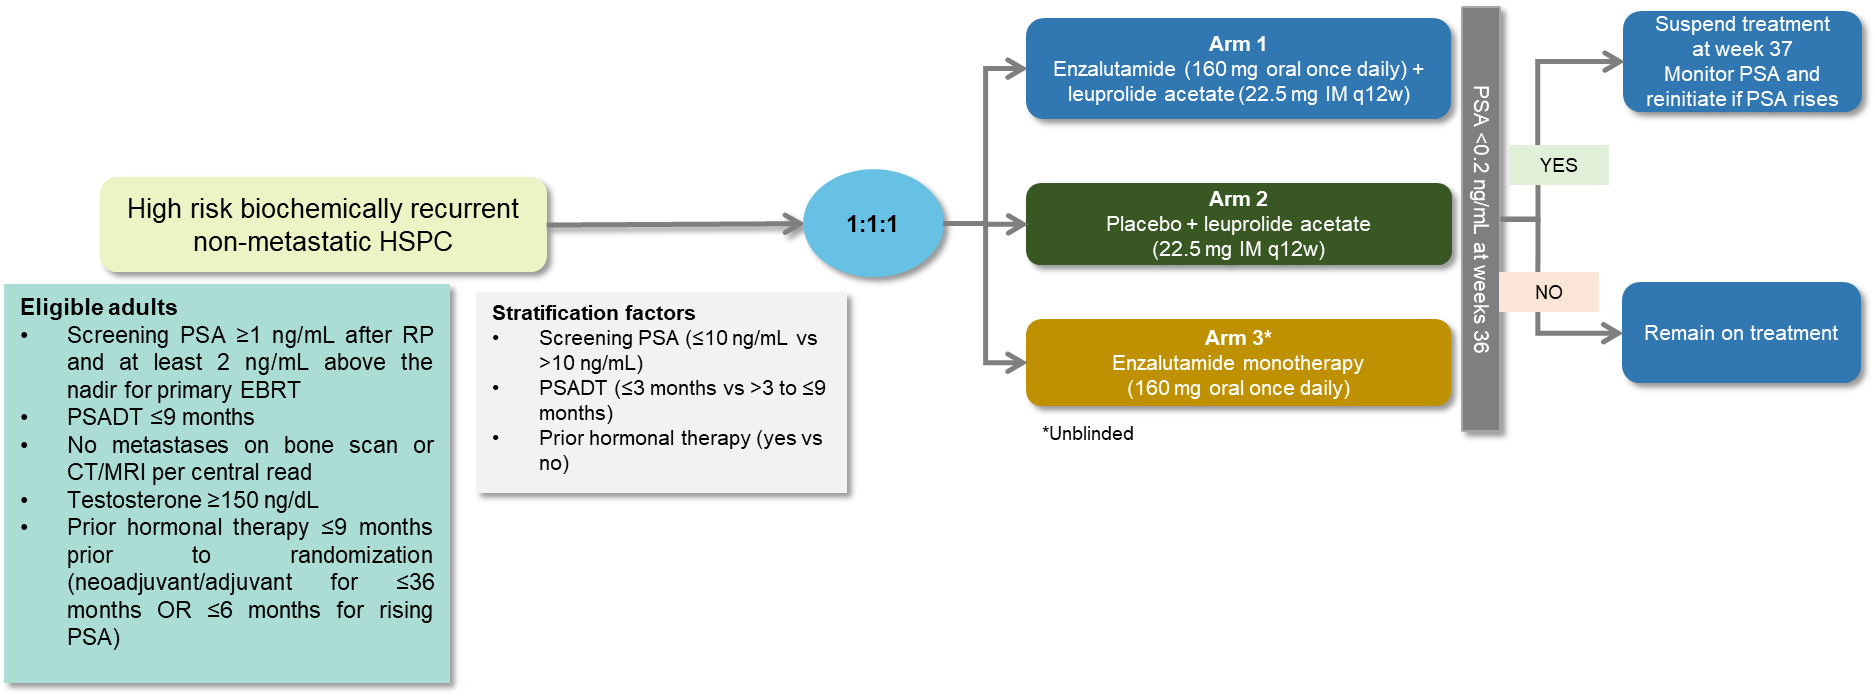 High risk biochemically recurrent
non-metastatic HSPC
Eligible adults
• Screening PSA ≥1 ng/mL after RP
and at least 2 ng/mL above the
nadir for primary EBRT
• PSADT ≤9 months
• No metastases on bone scan or
CT/MRI per central read
• Testosterone ≥150 ng/dL
• Prior hormonal therapy ≤9 months
prior to randomization
(neoadjuvant/adjuvant for ≤36
months OR ≤6 months for rising
PSA)
Stratification factors
• Screening PSA (≤10 ng/mL vs
>10 ng/mL)
• PSADT (≤3 months vs >3 to ≤9
months)
• Prior hormonal therapy (yes vs
no)
1:1:1
Arm 1
Enzalutamide (160 mg oral once daily) +
leuprolide acetate (22.5 mg IM q12w)
Arm 2
Placebo + leuprolide acetate
(22.5 mg IM q12w)
Arm 3*
Enzalutamide monotherapy
(160 mg oral once daily)
*Unblinded
PSA <0.2 ng/mL at weeks 36
YES
NO
Suspend treatment
at week 37
Monitor PSA and
reinitiate if PSA rises
Remain on treatment